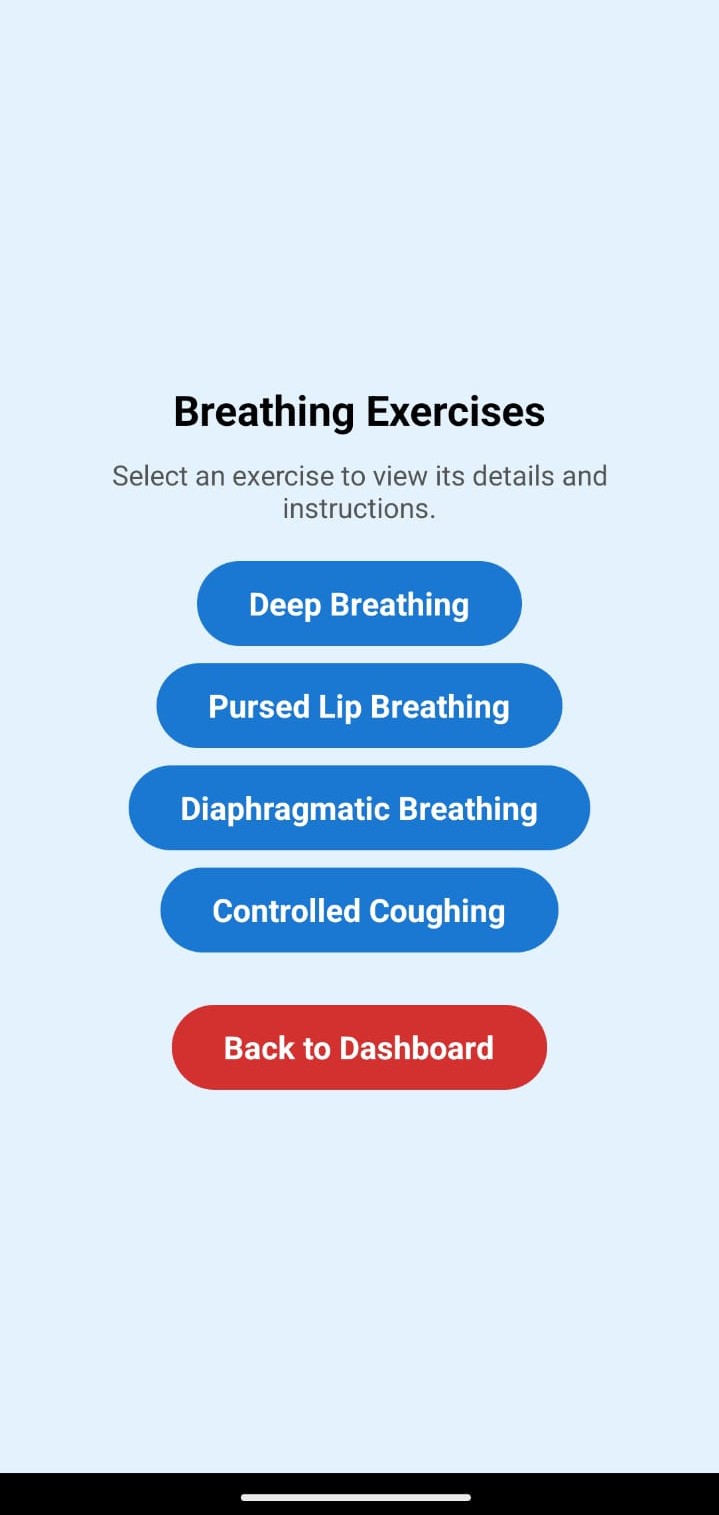 Breathing Exercises
Select an exercise to view its details and
instructions.
Deep Breathing
Pursed Lip Breathing
Diaphragmatic Breathing
Controlled Coughing
Back to Dashboard